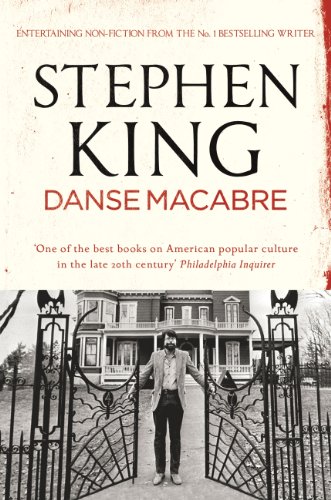 ENTERTAINING NON-FICTION FROM THE No. 1 BESTSELLING WRITER
STEPHEN
KING
DANSE MACABRE
‘One of the best books on American popular culture
in the late 20th century’ Philadelphia Inquirer